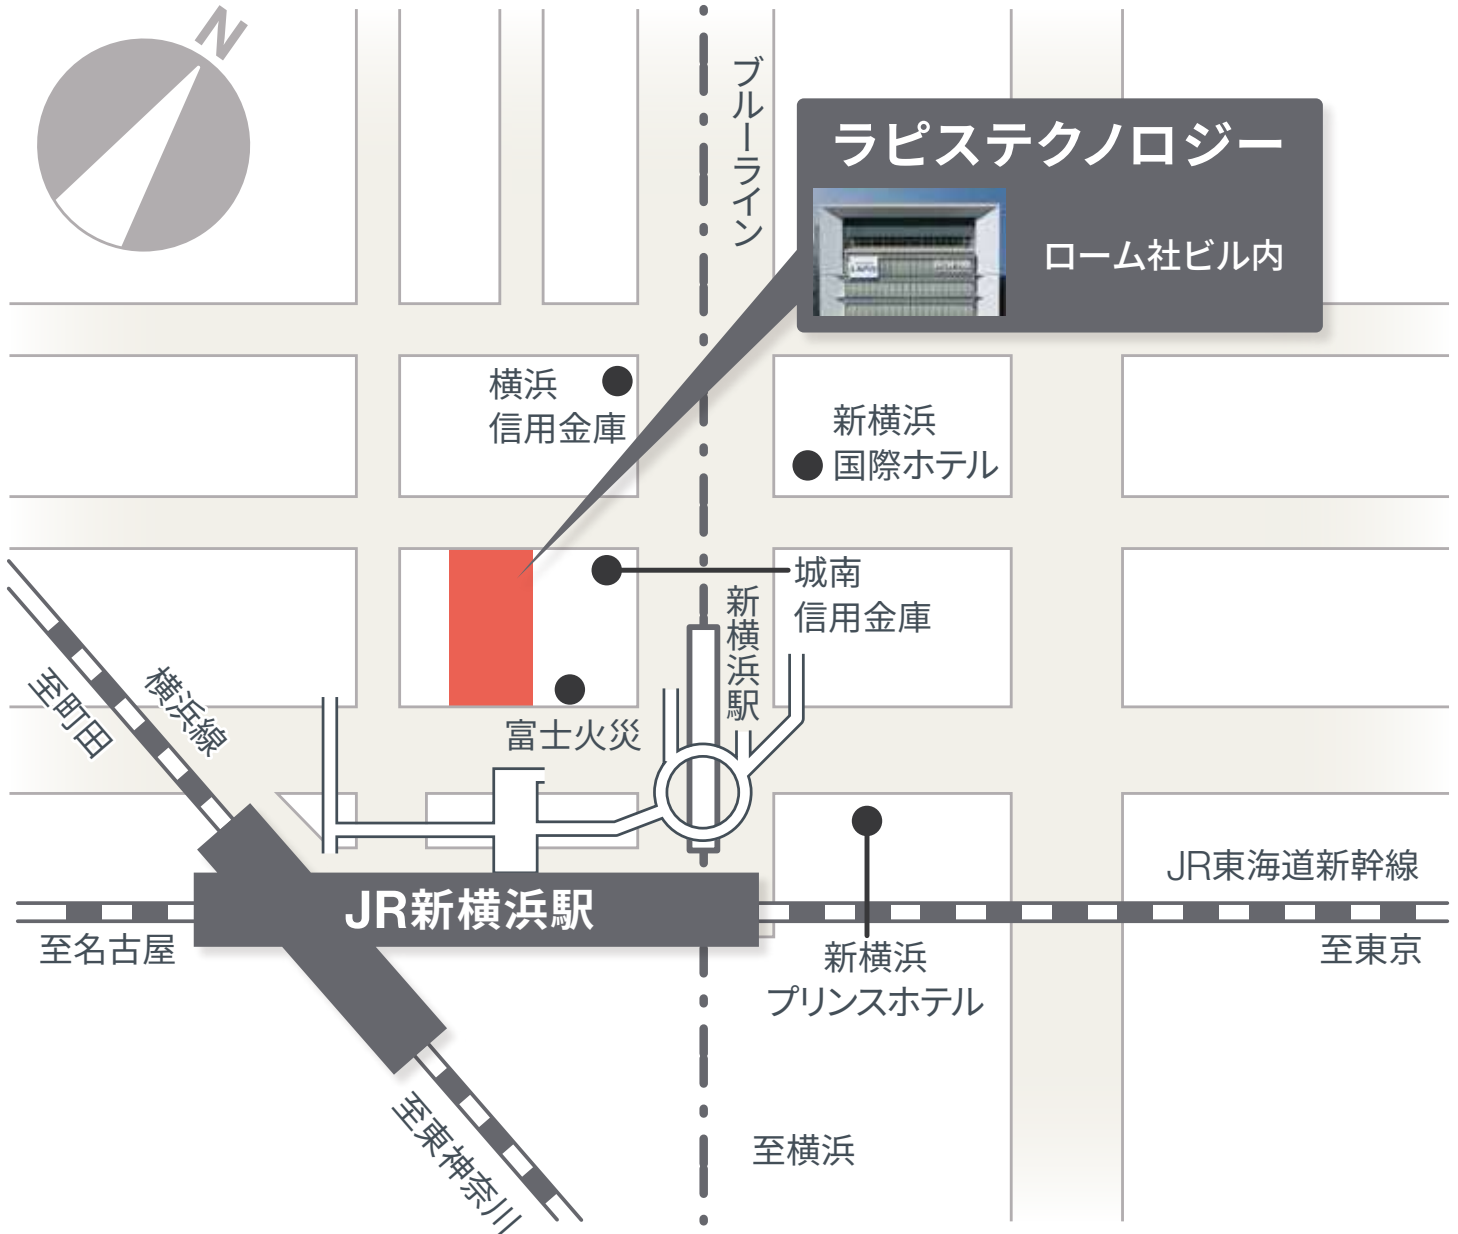 N
ブルーライン
ラピステクノロジー
ローム社ビル内
横浜
信用金庫
新横浜
国際ホテル
城南
信用金庫
新横浜駅
横浜線
至町田
富士火災
JR東海道新幹線
JR新横浜駅
至名古屋
至東京
新横浜
プリンスホテル
至東神奈川
至横浜